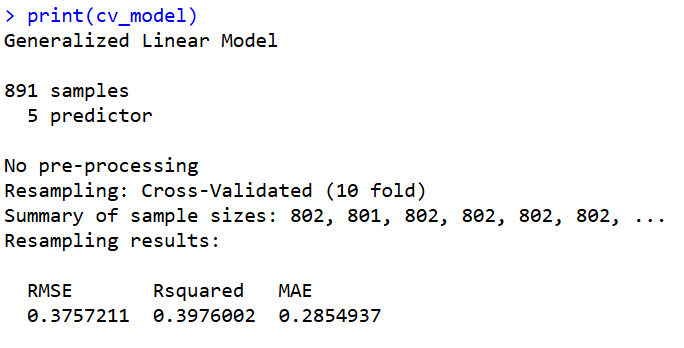 > print(cv_model)
Generalized Linear Model
891 samples
5 predictor
No pre-processing
Resampling: Cross-Validated (10 fold)
Summary of sample sizes: 802, 801, 802, 802, 802, 802, ...
Resampling results:
RMSE Rsquared MAE
0.3757211 0.3976002 0.2854937